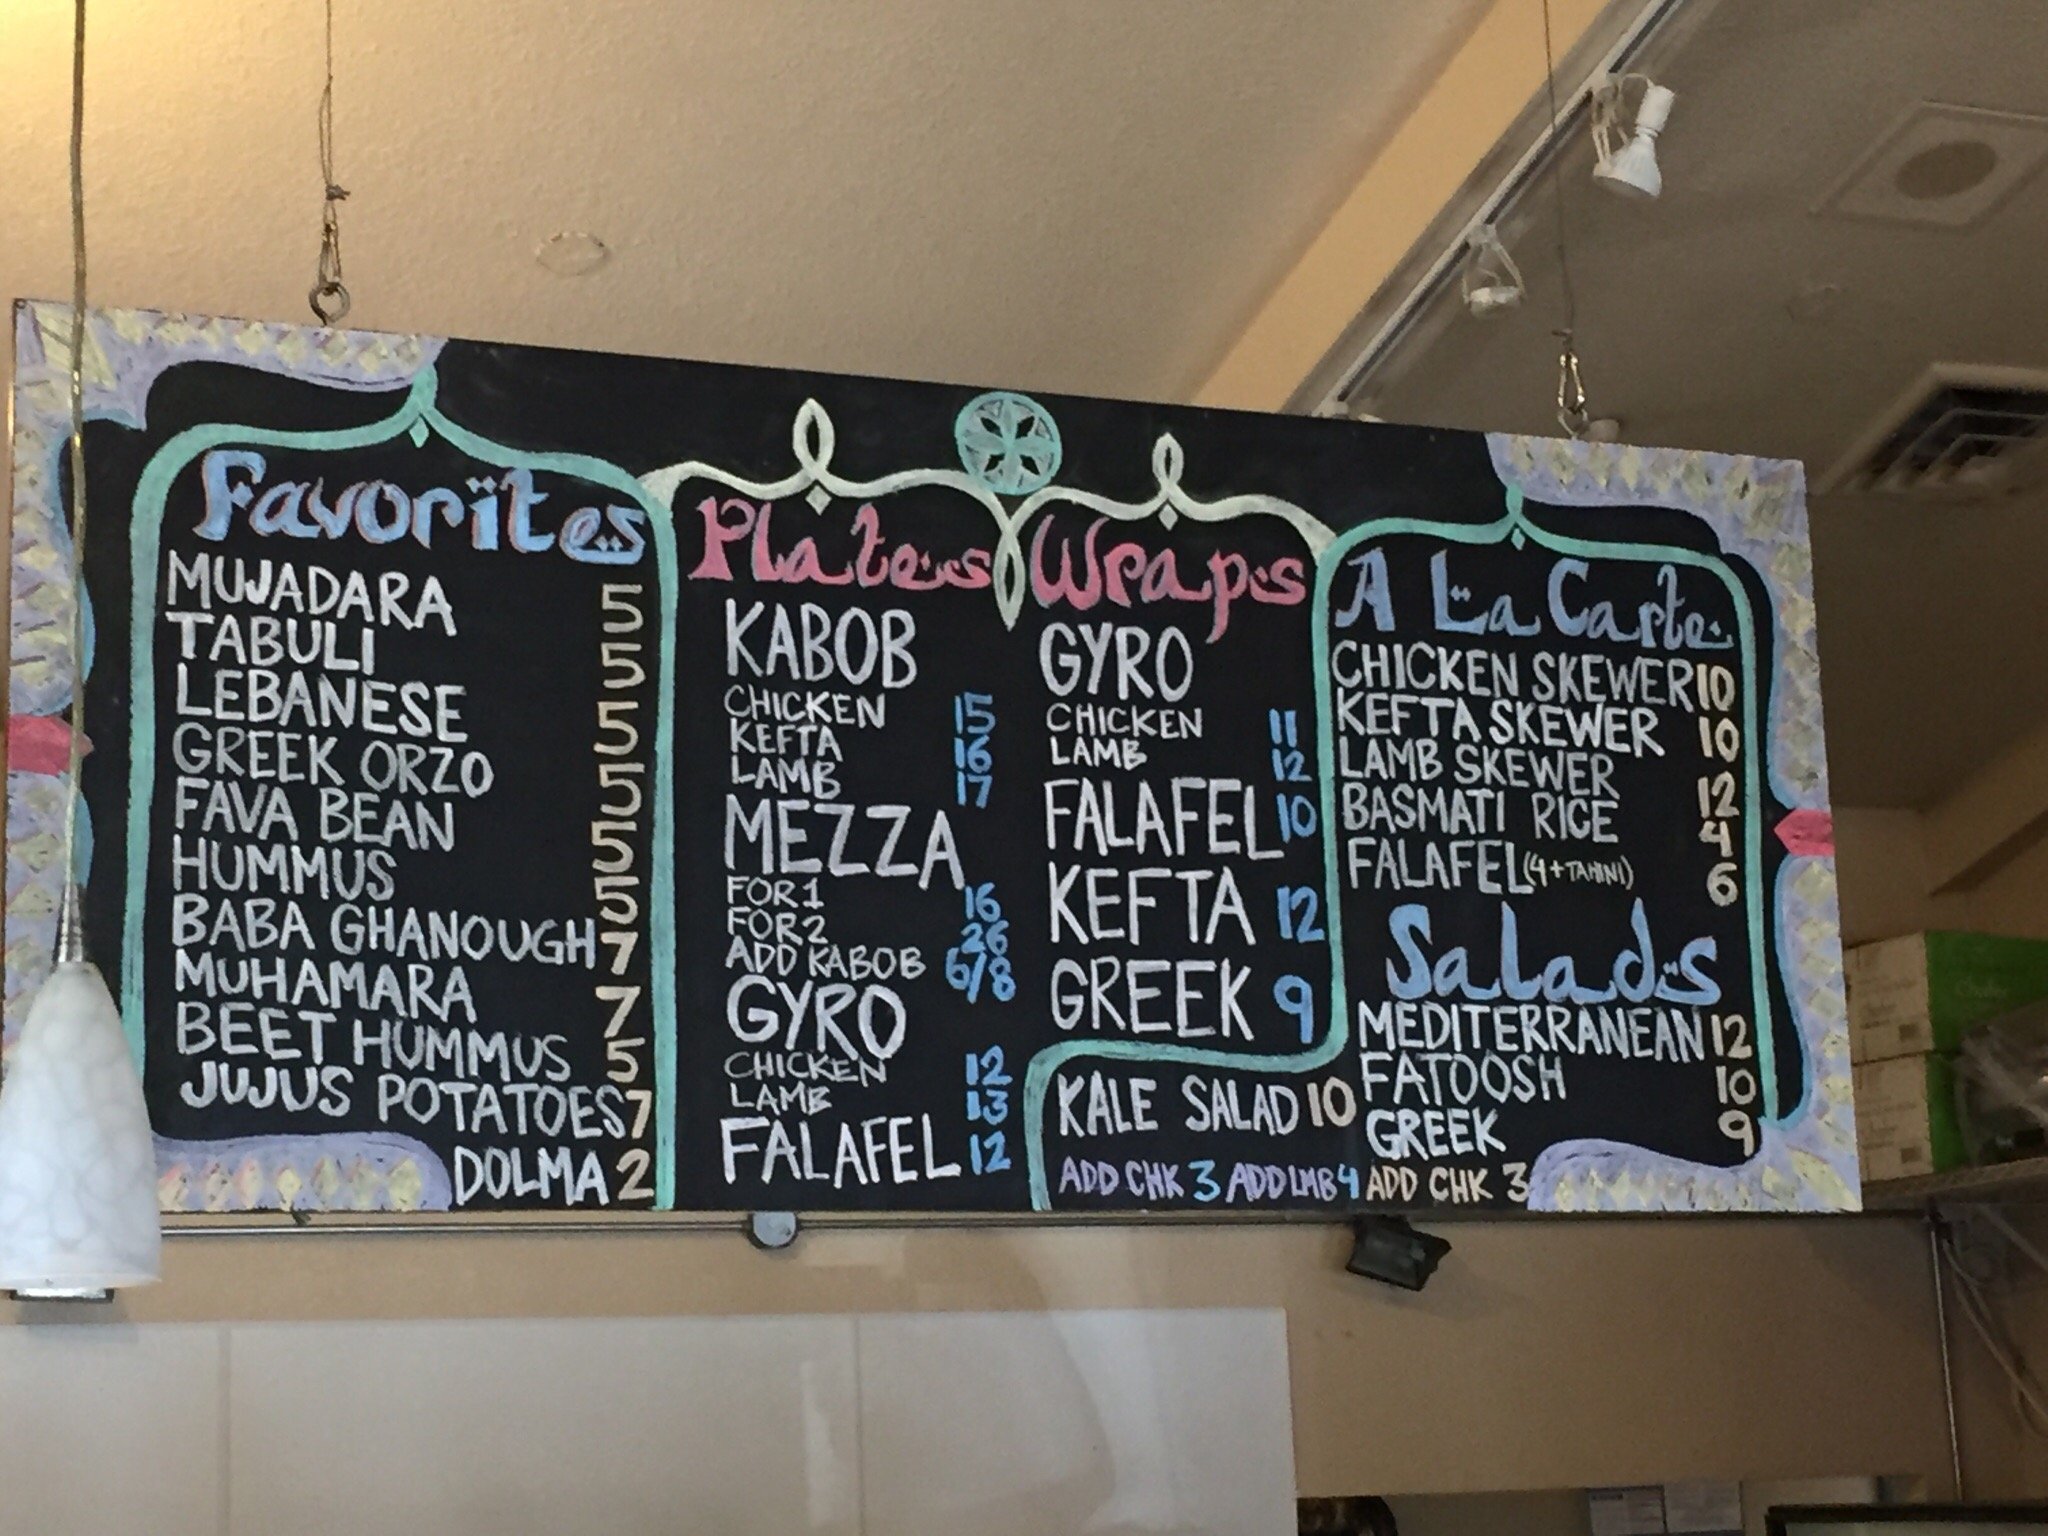 Favorites
MUJADARA 5
TABULI 5
LEBANESE 5
GREEK ORZO 5
FAVA BEAN 5
HUMMUS 5
BABA GHANOUGH 7
MUHAMARA 7
BEET HUMMUS 5
JUJUS POTATOES 7
DOLMA 2
Plates
KABOB
CHICKEN 15
KEFTA 16
LAMB 17
MEZZA
FOR 1 16
FOR 2 26
ADD KABOB 6/8
GYRO
CHICKEN 12
LAMB 13
FALAFEL 12
Wraps
GYRO
CHICKEN 11
LAMB 12
FALAFEL 10
KEFTA 12
GREEK 9
A La Carte
CHICKEN SKEWER 10
KEFTA SKEWER 10
LAMB SKEWER 12
BASMATI RICE 4
FALAFEL (4 + TAHINI) 6
Salads
MEDITERRANEAN 12
FATOOSH 10
GREEK 9
KALE SALAD 10
ADD CHK 3 ADD LMB 4 ADD CHK 3